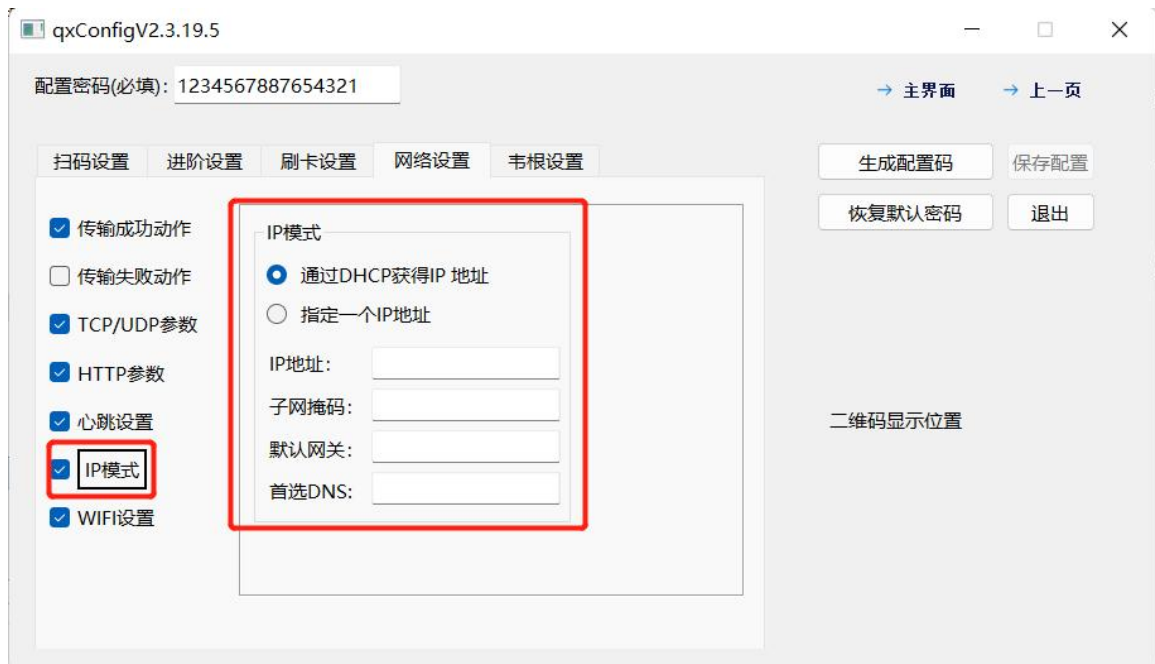 qxConfigV2.3.19.5
配置密码(必填): 1234567887654321
→ 主界面 → 上一页
扫码设置 进阶设置 刷卡设置 网络设置 韦根设置
生成配置码 保存配置
恢复默认密码 退出
传输成功动作
传输失败动作
TCP/UDP参数
HTTP参数
心跳设置
IP模式
WIFI设置
IP模式
通过DHCP获得IP 地址
指定一个IP地址
IP地址:
子网掩码:
默认网关:
首选DNS:
二维码显示位置